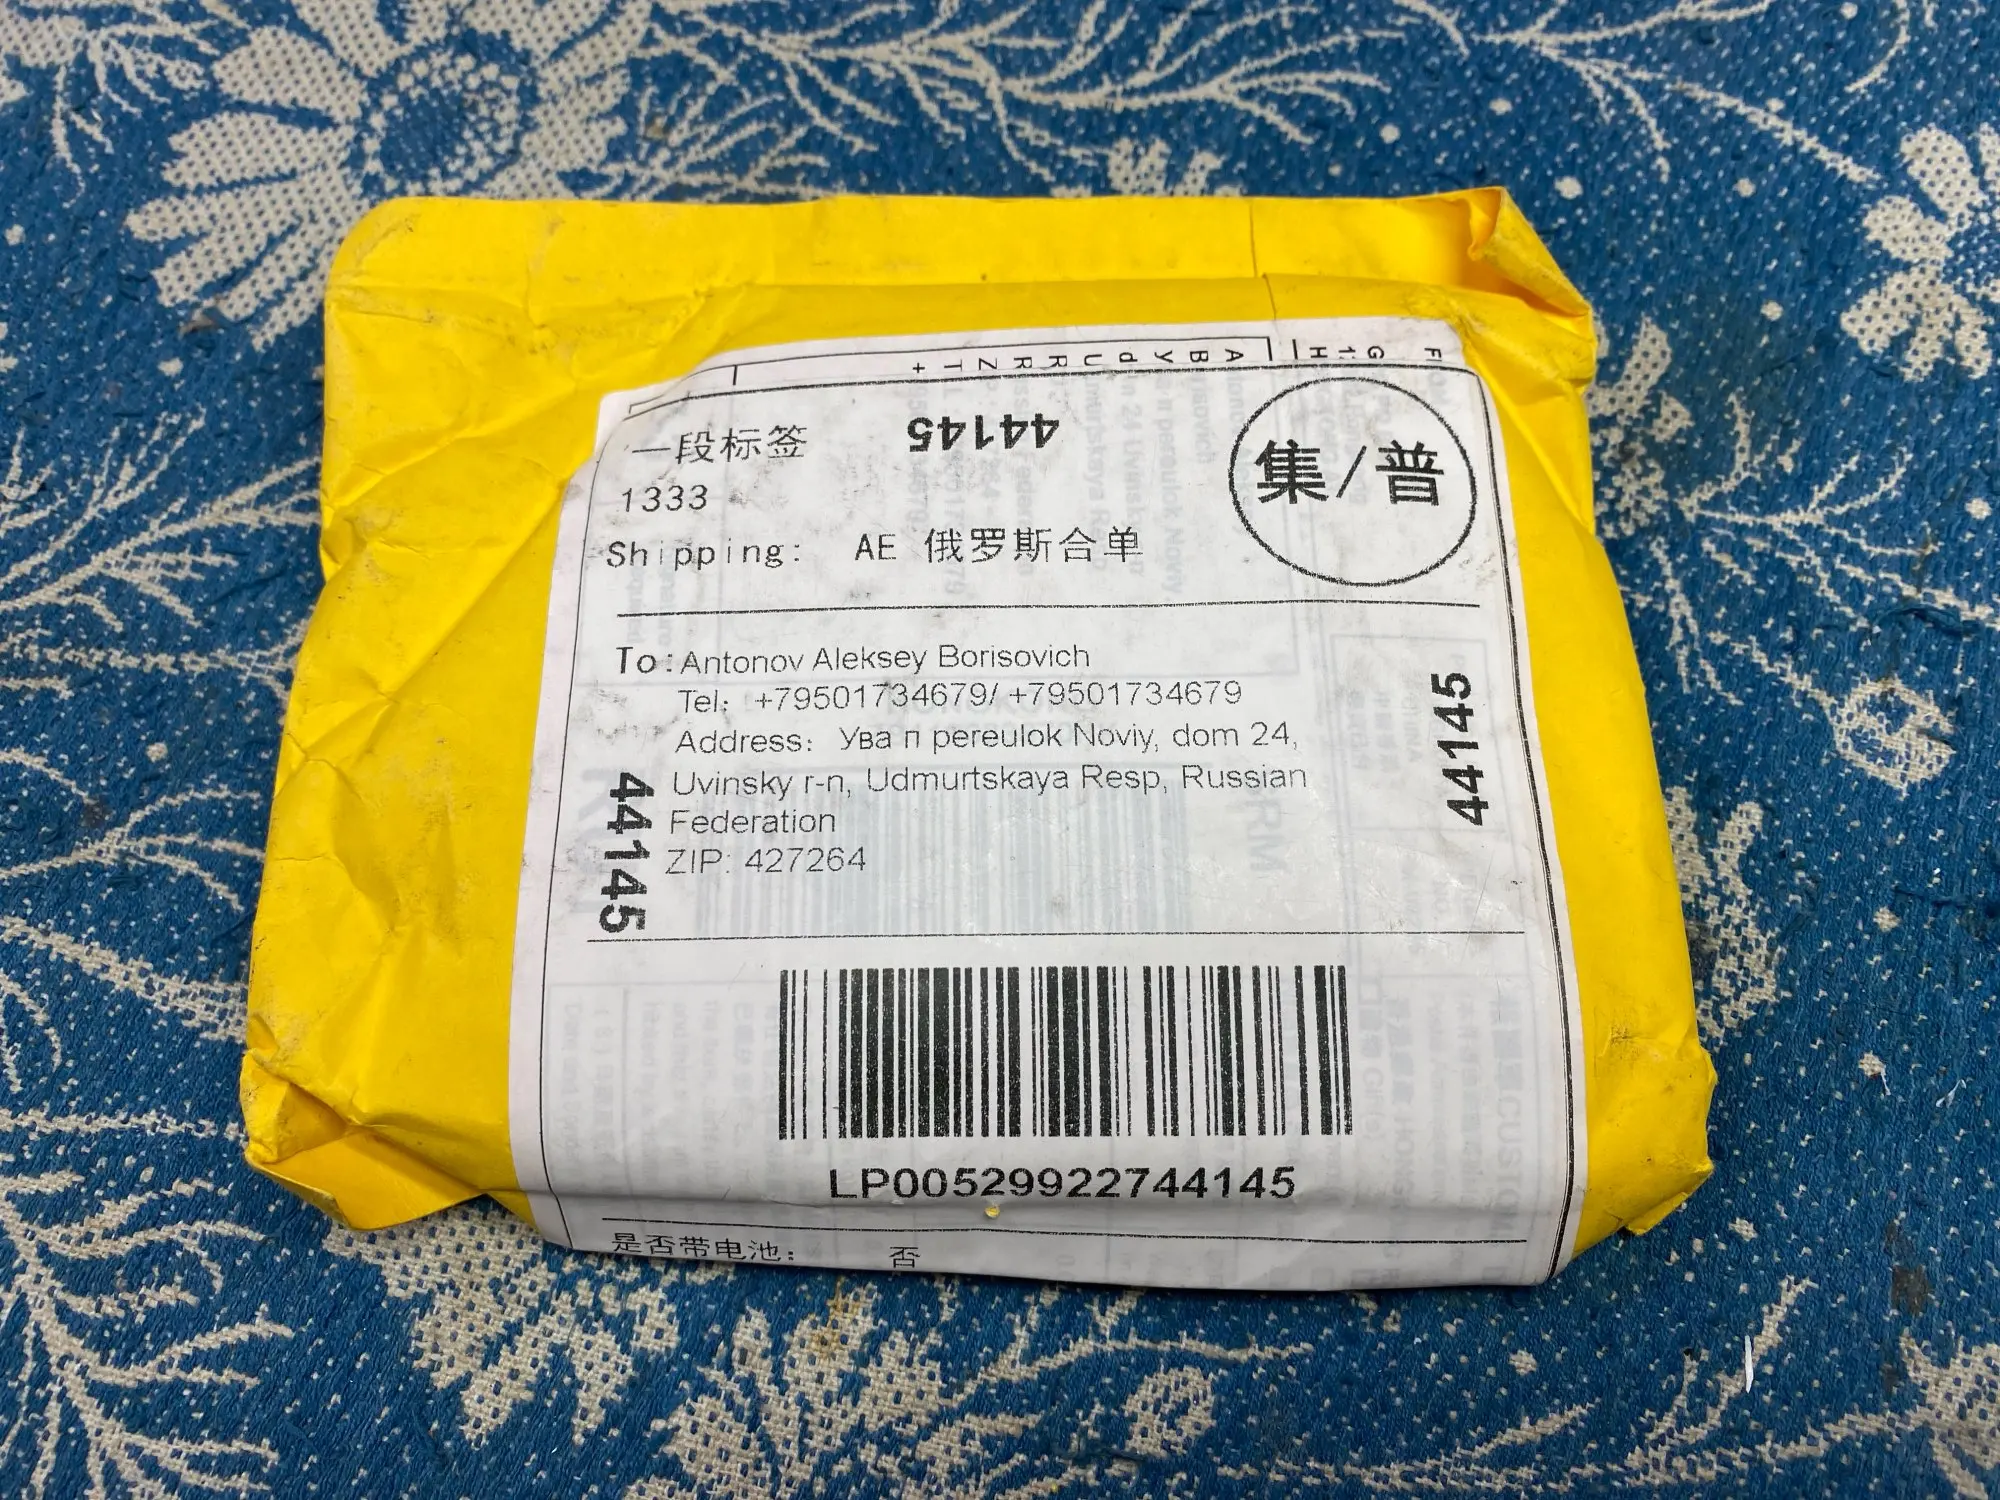 一段标签
44145
集/普
1333
Shipping: AE 俄罗斯合单
To: Antonov Aleksey Borisovich
Tel: +79501734679/ +79501734679
Address: Ува п pereulok Noviy, dom 24,
Uvinsky r-n, Udmurtskaya Resp, Russian
Federation
ZIP: 427264
44145
44145
LP00529922744145
是否带电池: 否